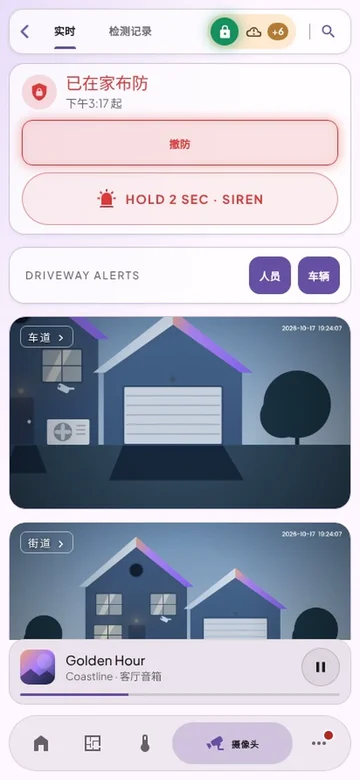 实时
检测记录
+6
已在家布防
下午3:17 起
撤防
HOLD 2 SEC · SIREN
DRIVEWAY ALERTS
人员
车辆
车道
2026-10-17 19:24:07
街道
2026-10-17 19:24:07
Golden Hour
Coastline · 客厅音箱
摄像头